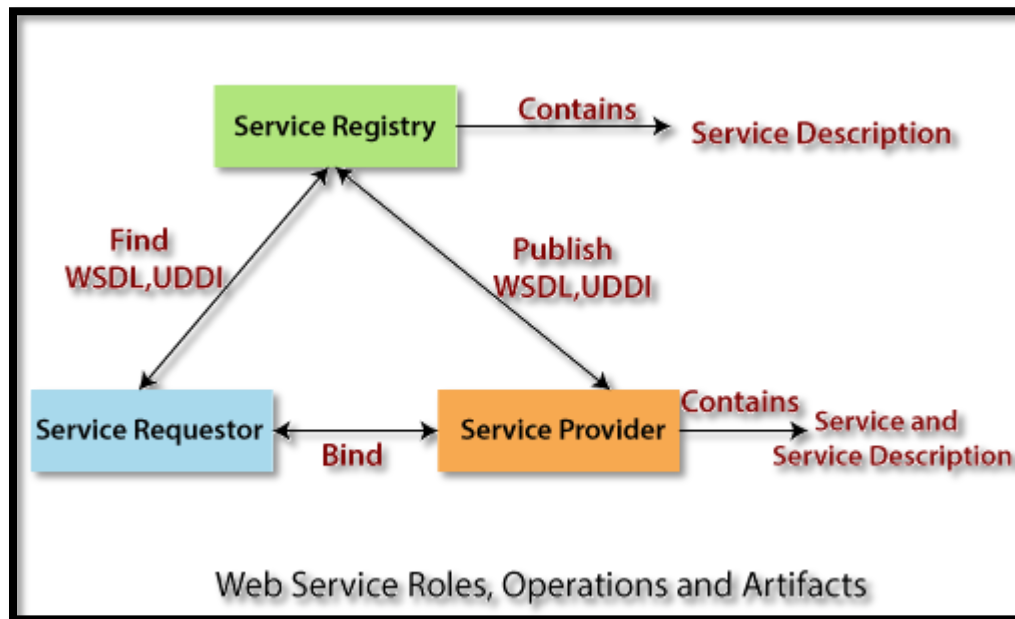 Service Registry
Contains
Service Description
Find
WSDL,UDDI
Publish
WSDL,UDDI
Service Requestor
Bind
Service Provider
Contains
Service and
Service Description
Web Service Roles, Operations and Artifacts